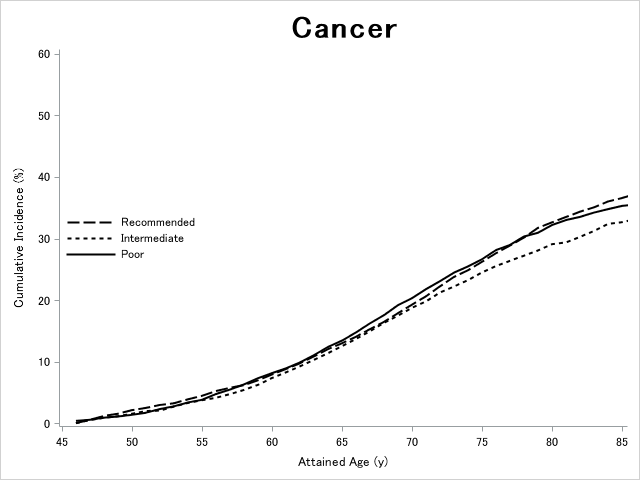 Cancer
60
50
40
30
20
10
0
Cumulative Incidence (%)
Recommended
Intermediate
Poor
45 50 55 60 65 70 75 80 85
Attained Age (y)